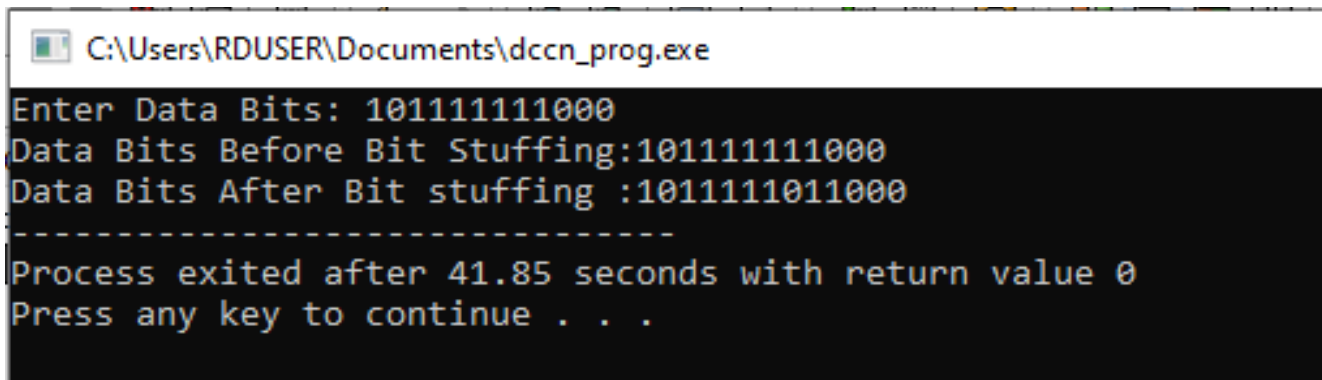 C:\Users\RDUSER\Documents\dccn_prog.exe
Enter Data Bits: 101111111000
Data Bits Before Bit Stuffing:101111111000
Data Bits After Bit stuffing :1011111011000
--------------------------------
Process exited after 41.85 seconds with return value 0
Press any key to continue . . .